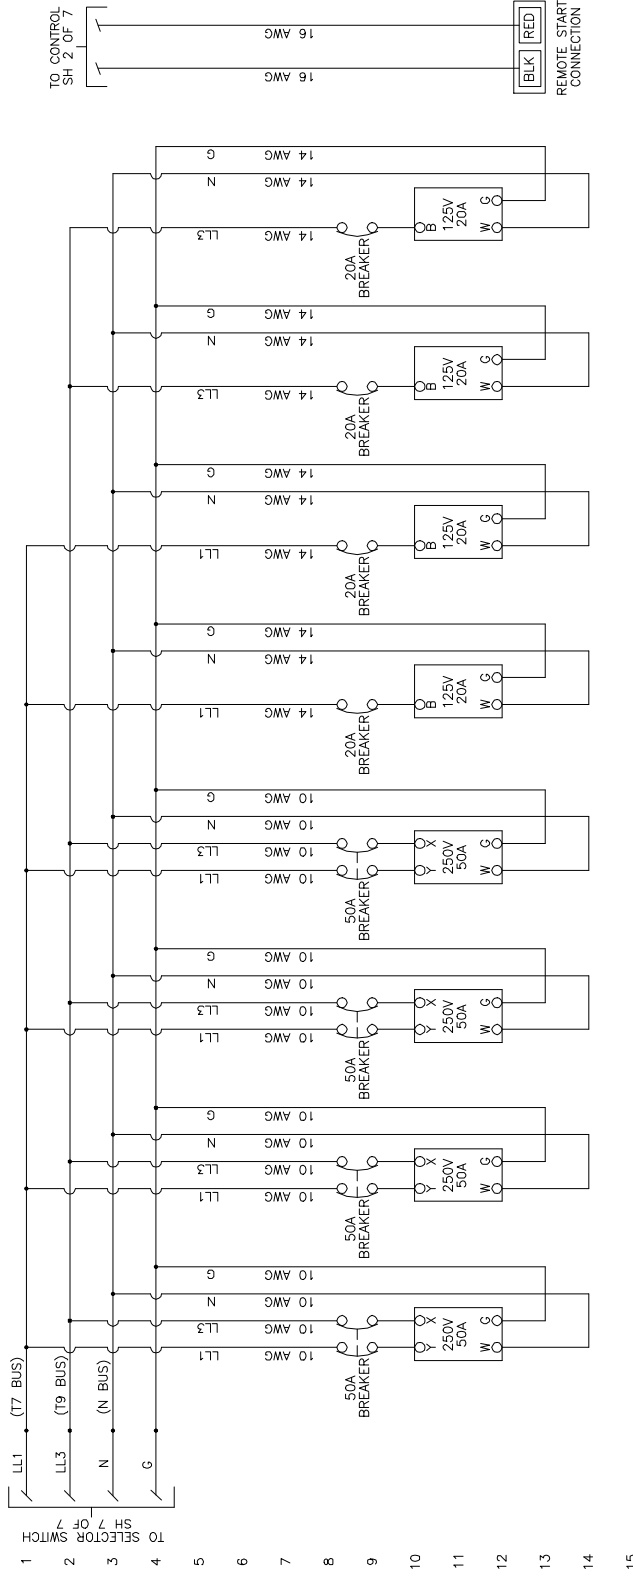 TO CONTROL
SH 2 OF 7
16 AWG
16 AWG
RED
BLK
REMOTE START
CONNECTION
G 14 AWG
N 14 AWG
LL3 14 AWG
20A
BREAKER
B
125V
20A
G
W
G 14 AWG
N 14 AWG
LL3 14 AWG
20A
BREAKER
B
125V
20A
G
W
G 14 AWG
N 14 AWG
LL1 14 AWG
20A
BREAKER
B
125V
20A
G
W
G 14 AWG
N 14 AWG
LL1 14 AWG
20A
BREAKER
B
125V
20A
G
W
G 10 AWG
N 10 AWG
LL3 10 AWG
LL1 10 AWG
50A
BREAKER
X
Y
250V
50A
G
W
G 10 AWG
N 10 AWG
LL3 10 AWG
LL1 10 AWG
50A
BREAKER
X
Y
250V
50A
G
W
G 10 AWG
N 10 AWG
LL3 10 AWG
LL1 10 AWG
50A
BREAKER
X
Y
250V
50A
G
W
G 10 AWG
N 10 AWG
LL3 10 AWG
LL1 10 AWG
50A
BREAKER
X
Y
250V
50A
G
W
LL1 (T7 BUS)
LL3 (T9 BUS)
N (N BUS)
G
TO SELECTOR SWITCH
SH 7 OF 7
1
2
3
4
5
6
7
8
9
10
11
12
13
14
15